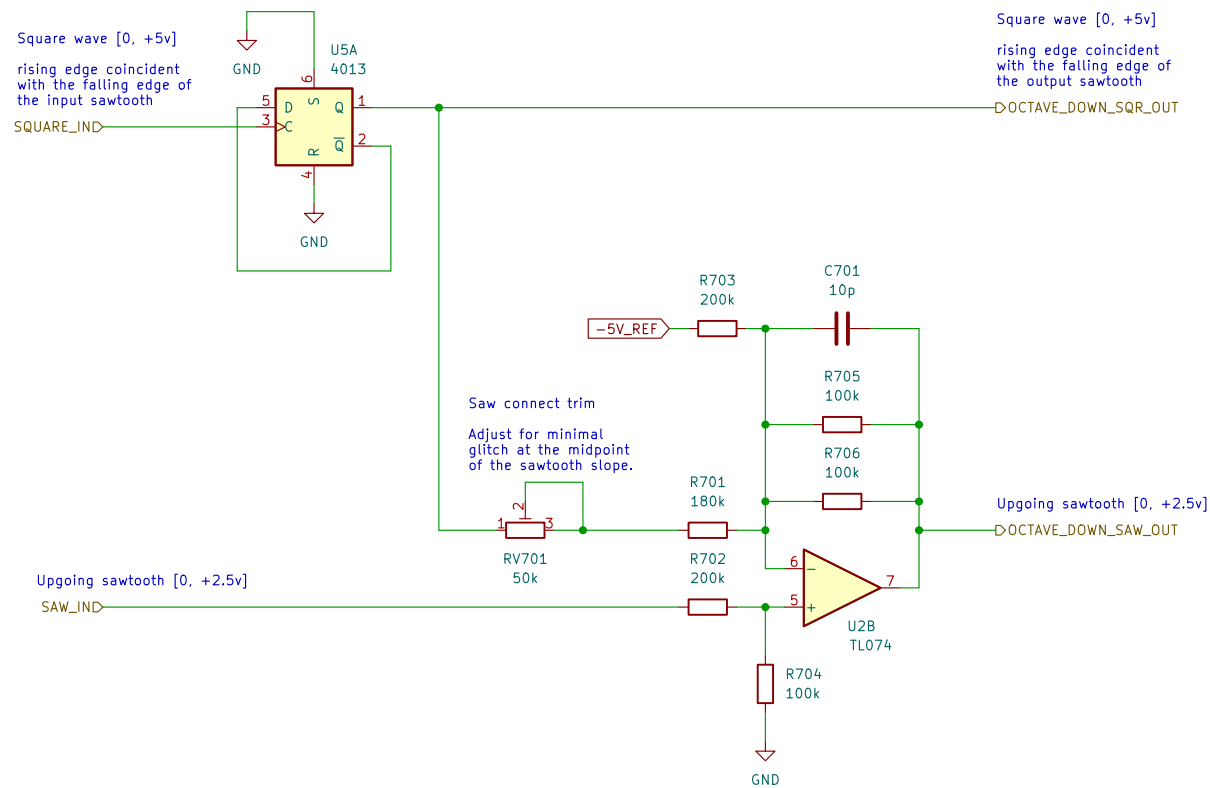 Square wave [0, +5v]
rising edge coincident
with the falling edge of
the input sawtooth
SQUARE_IN
GND
U5A
4013
6
S
5
D
Q
1
3
C
2
Q
R
4
GND
Square wave [0, +5v]
rising edge coincident
with the falling edge of
the output sawtooth
OCTAVE_DOWN_SQR_OUT
R703
200k
-5V_REF
C701
10p
R705
100k
R706
100k
Saw connect trim
Adjust for minimal
glitch at the midpoint
of the sawtooth slope.
2
1
3
RV701
50k
R701
180k
R702
200k
Upgoing sawtooth [0, +2.5v]
OCTAVE_DOWN_SAW_OUT
Upgoing sawtooth [0, +2.5v]
SAW_IN
6
-
7
5
+
U2B
TL074
R704
100k
GND